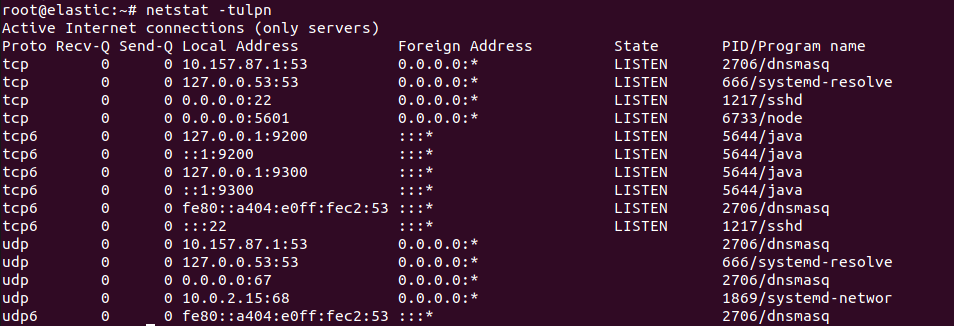 root@elastic:~# netstat -tulpn
Active Internet connections (only servers)
Proto Recv-Q Send-Q Local Address           Foreign Address         State       PID/Program name
tcp        0      0 10.157.87.1:53          0.0.0.0:*               LISTEN      2706/dnsmasq
tcp        0      0 127.0.0.53:53           0.0.0.0:*               LISTEN      666/systemd-resolve
tcp        0      0 0.0.0.0:22              0.0.0.0:*               LISTEN      1217/sshd
tcp        0      0 0.0.0.0:5601            0.0.0.0:*               LISTEN      6733/node
tcp6       0      0 127.0.0.1:9200          :::*                    LISTEN      5644/java
tcp6       0      0 ::1:9200                :::*                    LISTEN      5644/java
tcp6       0      0 127.0.0.1:9300          :::*                    LISTEN      5644/java
tcp6       0      0 ::1:9300                :::*                    LISTEN      5644/java
tcp6       0      0 fe80::a404:e0ff:fec2:53 :::*                    LISTEN      2706/dnsmasq
tcp6       0      0 :::22                   :::*                    LISTEN      1217/sshd
udp        0      0 10.157.87.1:53          0.0.0.0:*                           2706/dnsmasq
udp        0      0 127.0.0.53:53           0.0.0.0:*                           666/systemd-resolve
udp        0      0 0.0.0.0:67              0.0.0.0:*                           2706/dnsmasq
udp        0      0 10.0.2.15:68            0.0.0.0:*                           1869/systemd-networ
udp6       0      0 fe80::a404:e0ff:fec2:53 :::*                                2706/dnsmasq